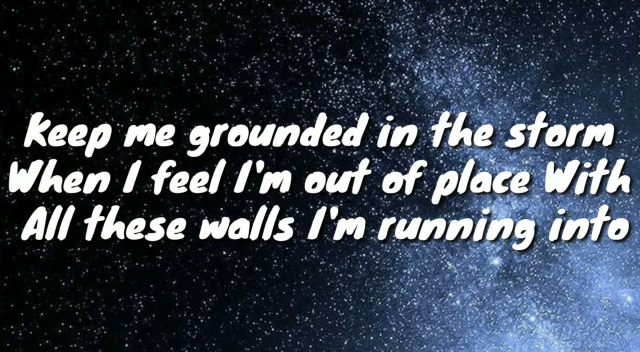 Keep me grounded in the storm
When I feel I'm out of place With
All these walls I'm running into